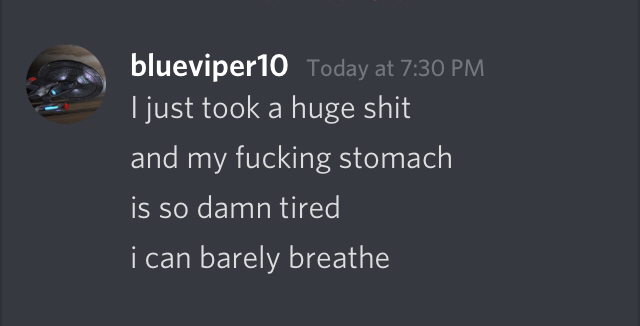 blueviper10 Today at 7:30 PM
I just took a huge shit
and my fucking stomach
is so damn tired
i can barely breathe